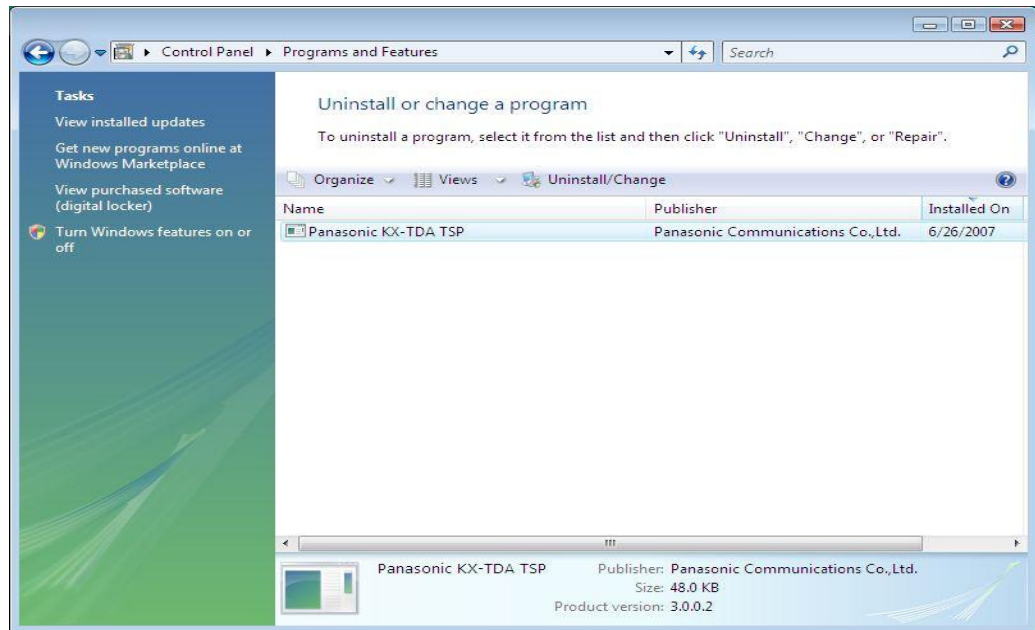 Control Panel Programs and Features Search
Tasks
View installed updates
Get new programs online at
Windows Marketplace
View purchased software
(digital locker)
Turn Windows features on or
off
Uninstall or change a program
To uninstall a program, select it from the list and then click "Uninstall", "Change", or "Repair".
Organize Views Uninstall/Change
Name Publisher Installed On
Panasonic KX-TDA TSP Panasonic Communications Co.,Ltd. 6/26/2007
Panasonic KX-TDA TSP Publisher: Panasonic Communications Co.,Ltd.
Size: 48.0 KB
Product version: 3.0.0.2